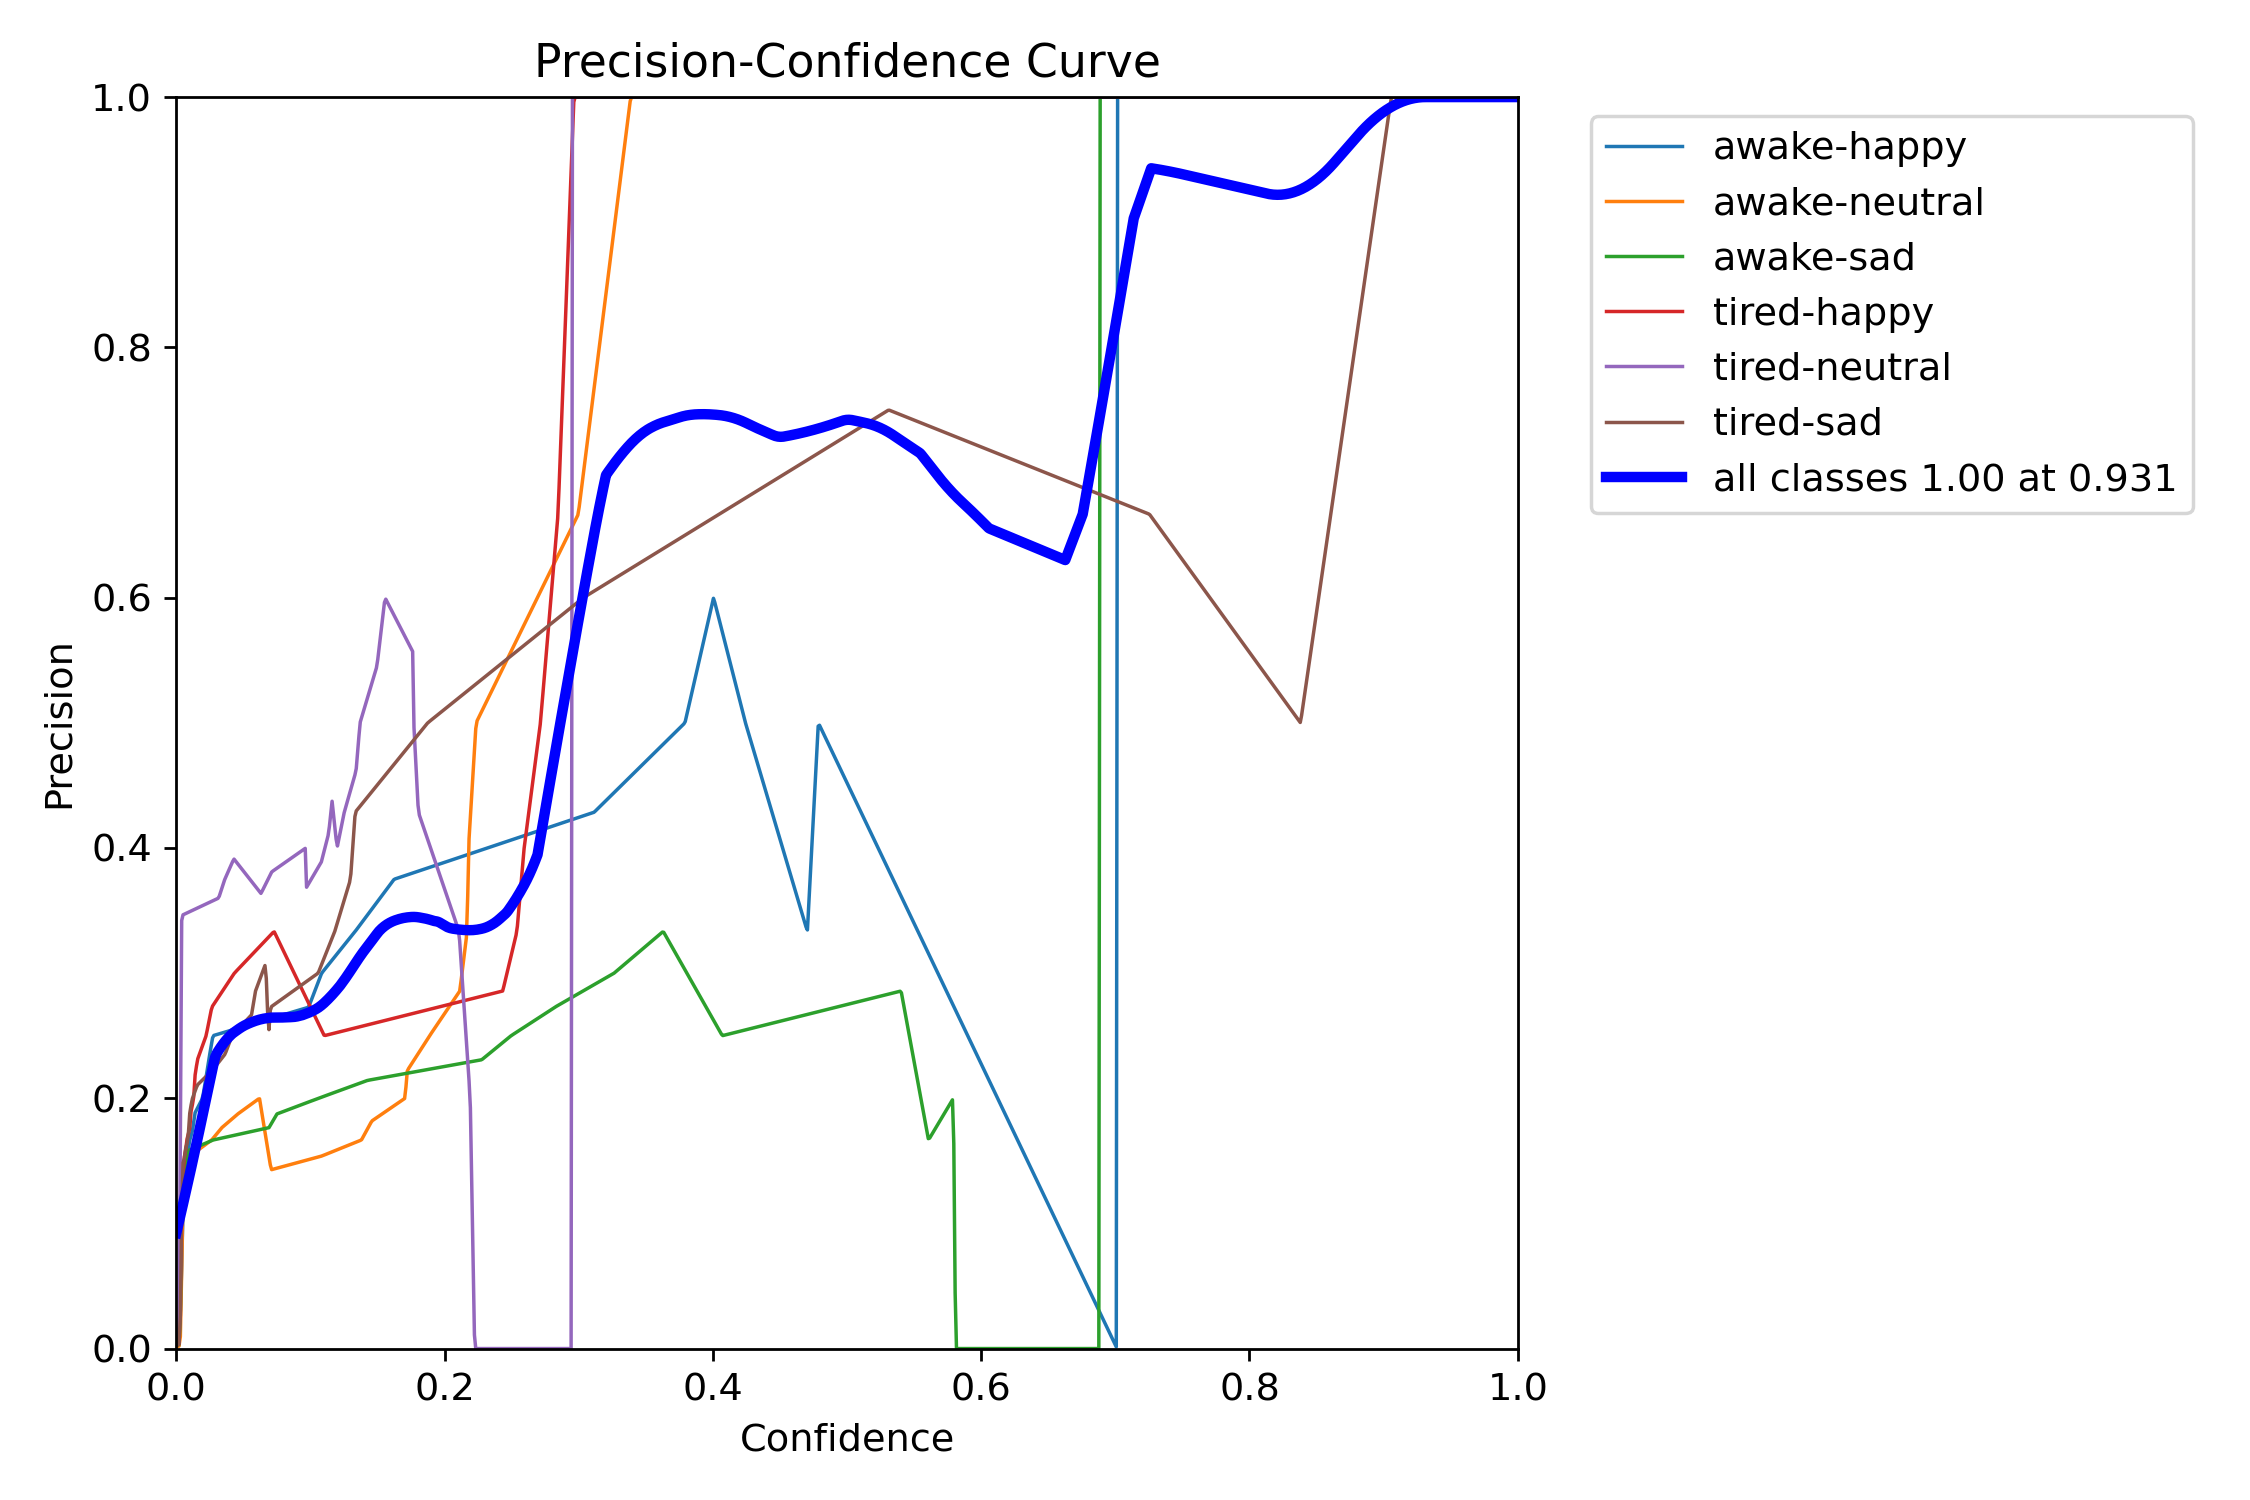 Precision-Confidence Curve
1.0
0.8
0.6
0.4
0.2
0.0
Precision
0.0 0.2 0.4 0.6 0.8 1.0
Confidence
awake-happy
awake-neutral
awake-sad
tired-happy
tired-neutral
tired-sad
all classes 1.00 at 0.931